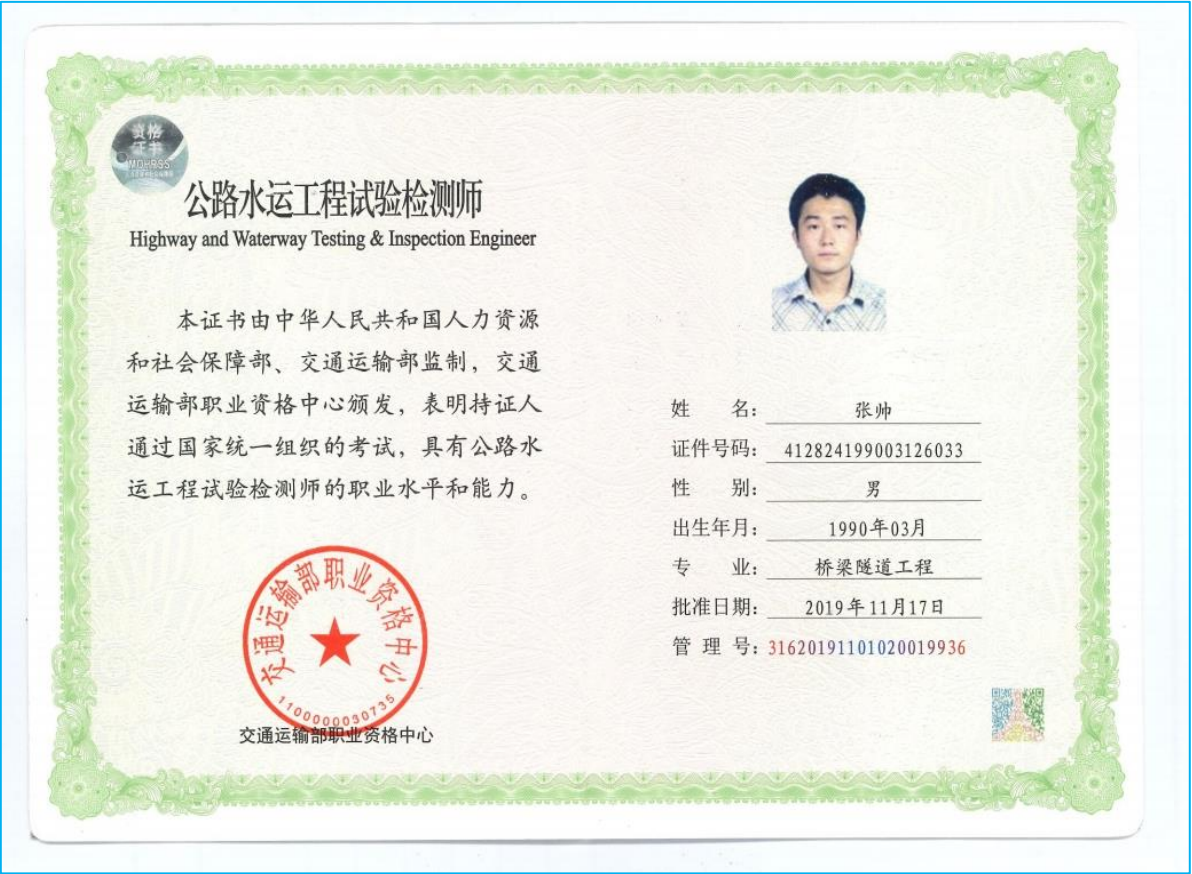 资格
证书
MOHRSS
公路水运工程试验检测师
Highway and Waterway Testing & Inspection Engineer
本证书由中华人民共和国人力资源
和社会保障部、交通运输部监制，交通
运输部职业资格中心颁发，表明持证人
通过国家统一组织的考试，具有公路水
运工程试验检测师的职业水平和能力。
交通运输部职业资格中心
1100000030735
交通运输部职业资格中心
姓 名：张帅
证件号码：412824199003126033
性 别：男
出生年月：1990年03月
专 业：桥梁隧道工程
批准日期：2019年11月17日
管 理 号：31620191101020019936